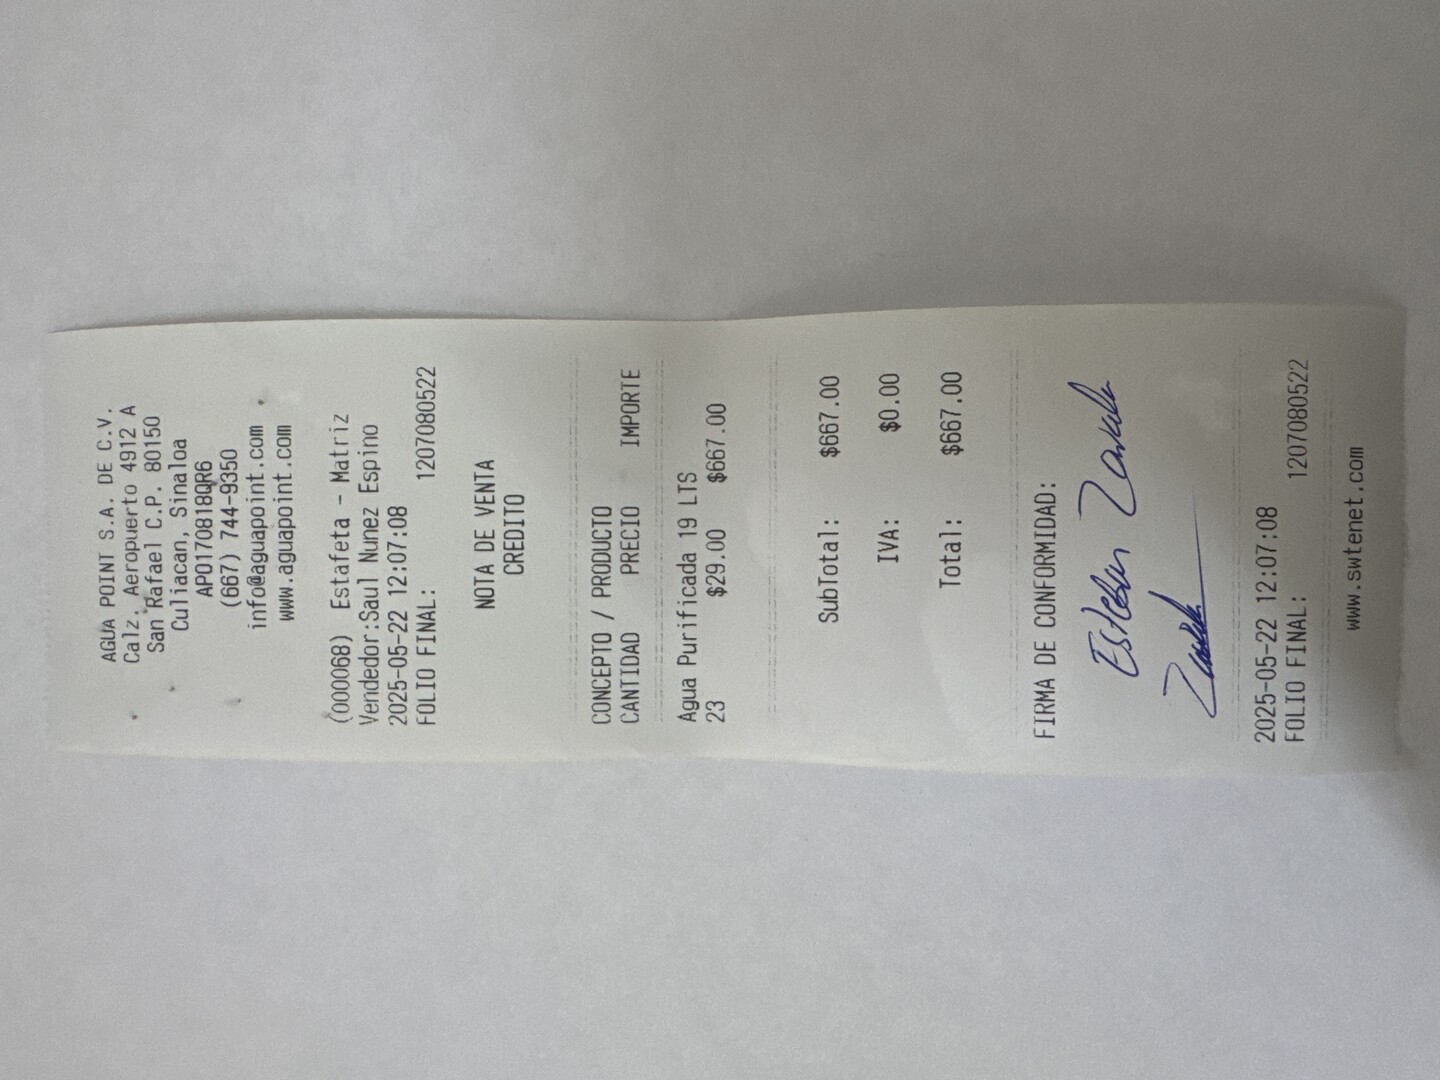 AGUA POINT S.A. DE C.V.
Calz. Aeropuerto 4912 A
San Rafael C.P. 80150
Culiacan, Sinaloa
APO170818QR6
(667) 744-9350
info@aguapoint.com
www.aguapoint.com
(000068) Estafeta - Matriz
Vendedor:Saul Nunez Espino
2025-05-22 12:07:08
FOLIO FINAL: 1207080522
NOTA DE VENTA
CREDITO
CONCEPTO / PRODUCTO
CANTIDAD PRECIO IMPORTE
Agua Purificada 19 LTS
23 $29.00 $667.00
SubTotal: $667.00
IVA: $0.00
Total: $667.00
FIRMA DE CONFORMIDAD:
Esteban
2025-05-22 12:07:08
FOLIO FINAL: 1207080522
www.swtenet.com